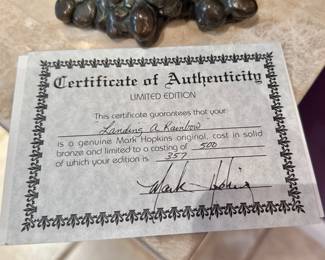 Certificate of Authenticity
LIMITED EDITION
This certificate guarantees that your
Landing A Rainbow
is a genuine Mark Hopkins original, cast in solid
bronze and limited to a casting of 500
of which your edition is 357
Mark Hopkins